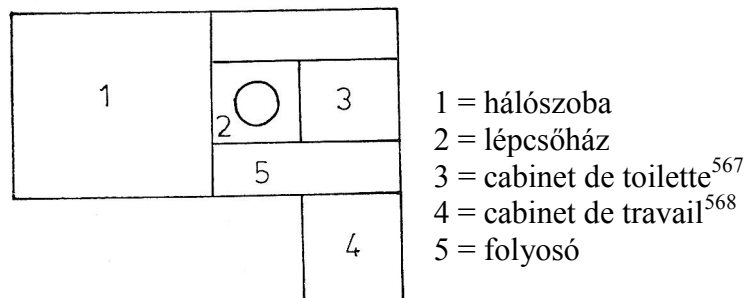 1
3
2
5
4
1 = hálószoba
2 = lépcsőház
3 = cabinet de toilette⁵⁶⁷
4 = cabinet de travail⁵⁶⁸
5 = folyosó